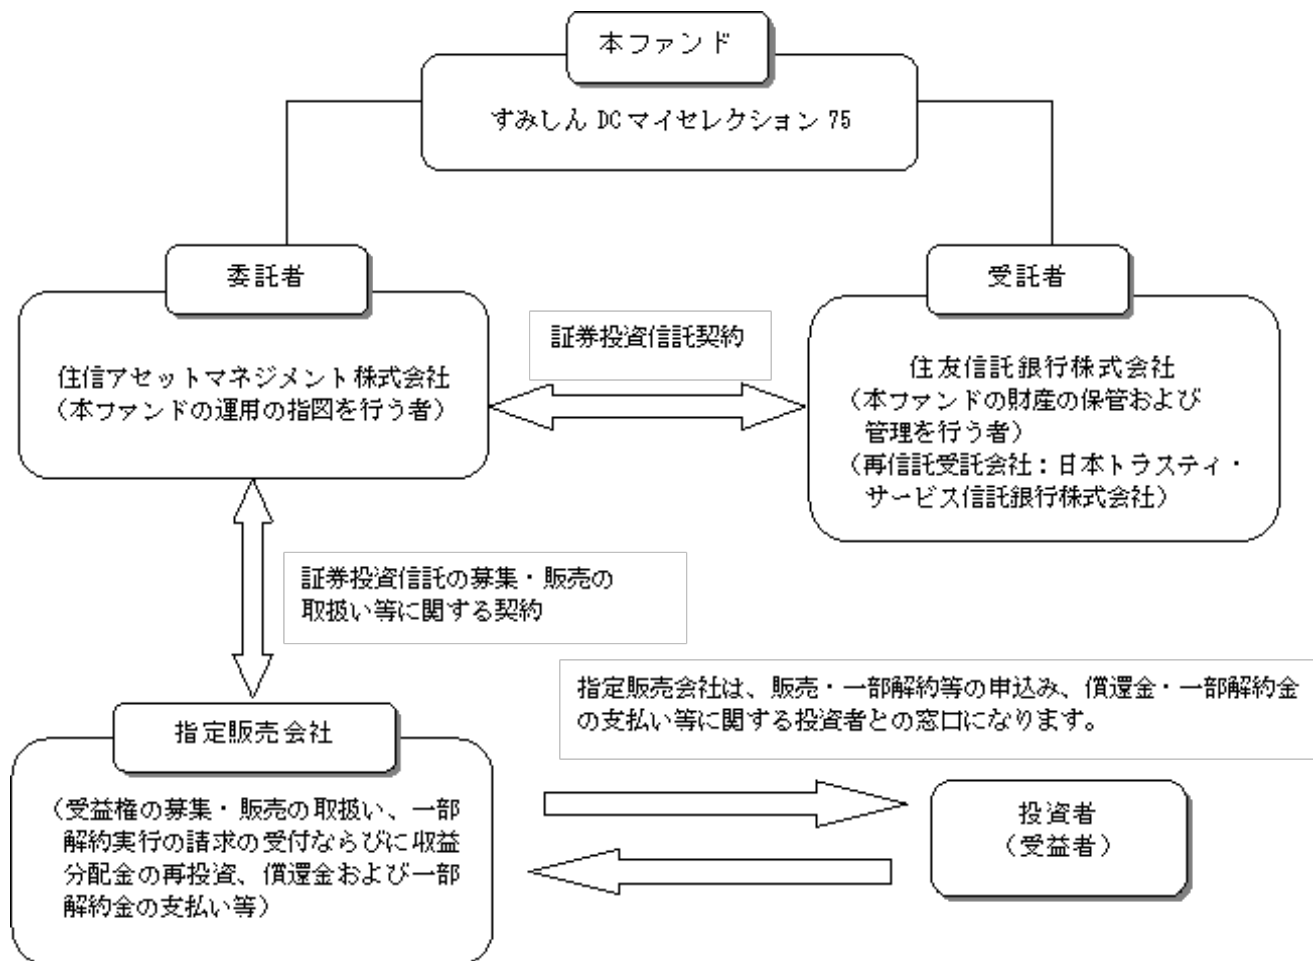 本ファンド
すみしん DC マイセレクション 75
委託者
住信アセットマネジメント株式会社
（本ファンドの運用の指図を行う者）
証券投資信託契約
受託者
住友信託銀行株式会社
（本ファンドの財産の保管および
管理を行う者）
（再信託受託会社：日本トラスティ・
サービス信託銀行株式会社）
証券投資信託の募集・販売の
取扱い等に関する契約
指定販売会社は、販売・一部解約等の申込み、償還金・一部解約金
の支払い等に関する投資者との窓口になります。
指定販売会社
（受益権の募集・販売の取扱い、一部
解約実行の請求の受付ならびに収益
分配金の再投資、償還金および一部
解約金の支払い等）
投資者
（受益者）